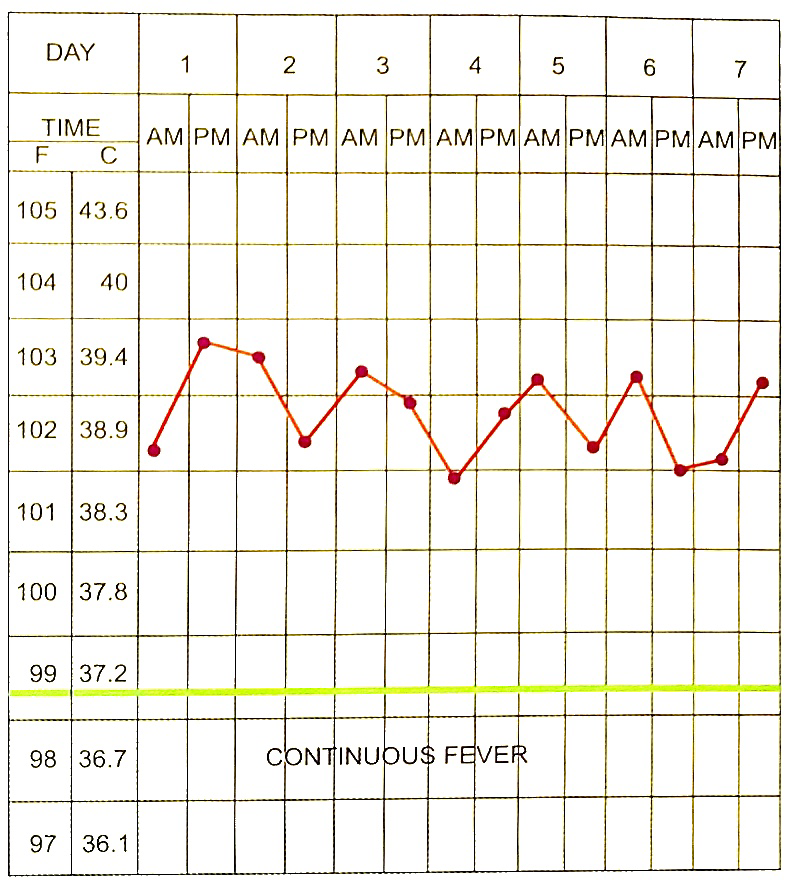 DAY 1 2 3 4 5 6 7
TIME AM PM AM PM AM PM AM PM AM PM AM PM AM PM
F C
105 43.6
104 40
103 39.4
102 38.9
101 38.3
100 37.8
99 37.2
98 36.7 CONTINUOUS FEVER
97 36.1